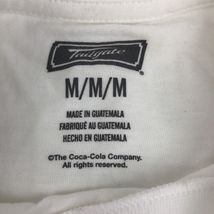 Tailgate
M/M/M
MADE IN GUATEMALA
FABRIQUÉ AU GUATEMALA
HECHO EN GUATEMALA
©The Coca-Cola Company.
All rights reserved.